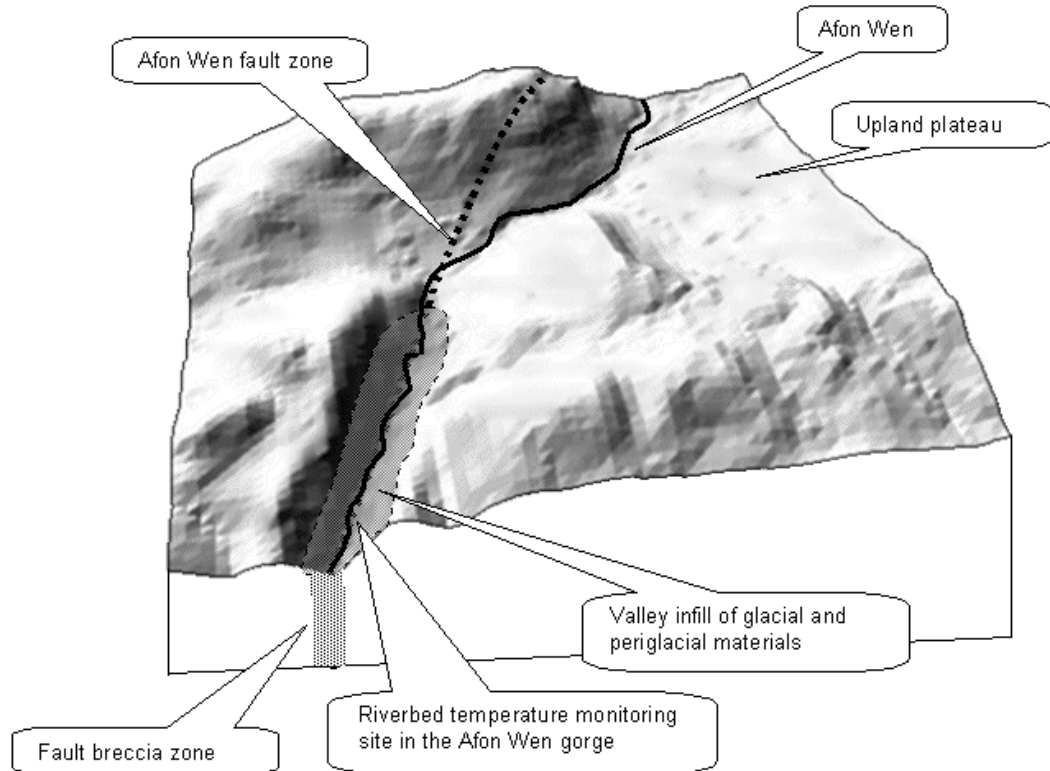 Afon Wen
Afon Wen fault zone
Upland plateau
Valley infill of glacial and
periglacial materials
Riverbed temperature monitoring
site in the Afon Wen gorge
Fault breccia zone